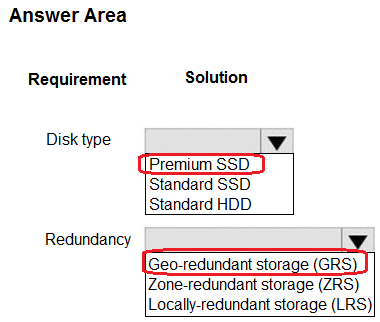 Answer Area
Requirement Solution
Disk type
Premium SSD
Standard SSD
Standard HDD
Redundancy
Geo-redundant storage (GRS)
Zone-redundant storage (ZRS)
Locally-redundant storage (LRS)